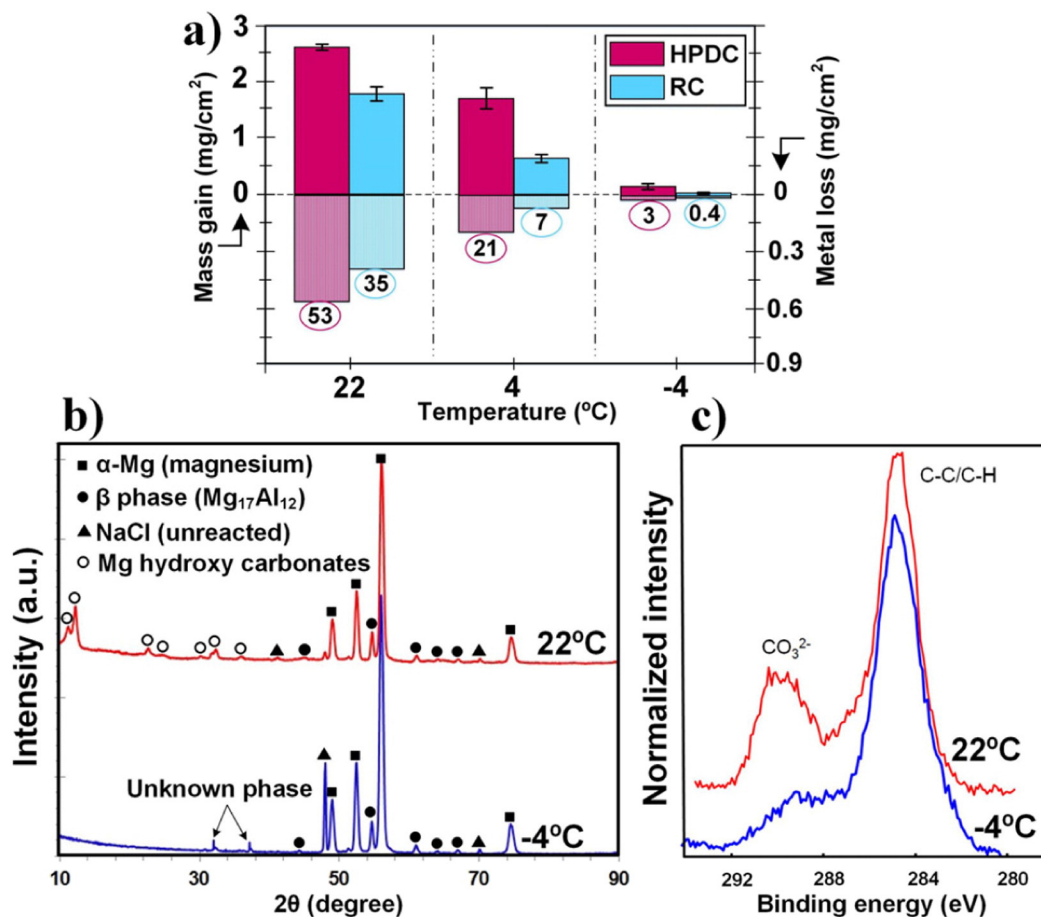 a)
3
2
1
0
Mass gain (mg/cm²)
HPDC
RC
0
0.3
0.6
0.9
Metal loss (mg/cm²)
53
35
21
7
3
0.4
22
4
-4
Temperature (ºC)
b)
■ α-Mg (magnesium)
● β phase (Mg₁₇Al₁₂)
▲ NaCl (unreacted)
○ Mg hydroxy carbonates
22ºC
Unknown phase
-4ºC
Intensity (a.u.)
10
30
50
70
90
2θ (degree)
c)
C-C/C-H
CO₃²⁻
22ºC
-4ºC
Normalized intensity
292
288
284
280
Binding energy (eV)